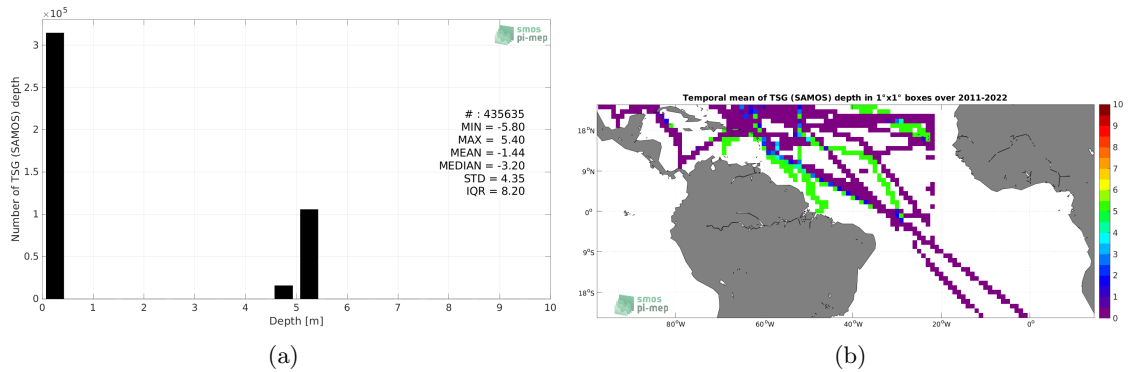 ×10⁵
smos
pi-mep
Number of TSG (SAMOS) depth
3
2.5
2
1.5
1
0.5
0
# : 435635
MIN = -5.80
MAX = 5.40
MEAN = -1.44
MEDIAN = -3.20
STD = 4.35
IQR = 8.20
0 1 2 3 4 5 6 7 8 9 10
Depth [m]
(a)
Temporal mean of TSG (SAMOS) depth in 1°x1° boxes over 2011-2022
18°N
9°N
0°
9°S
18°S
80°W 60°W 40°W 20°W 0°
smos
pi-mep
10
9
8
7
6
5
4
3
2
1
0
(b)